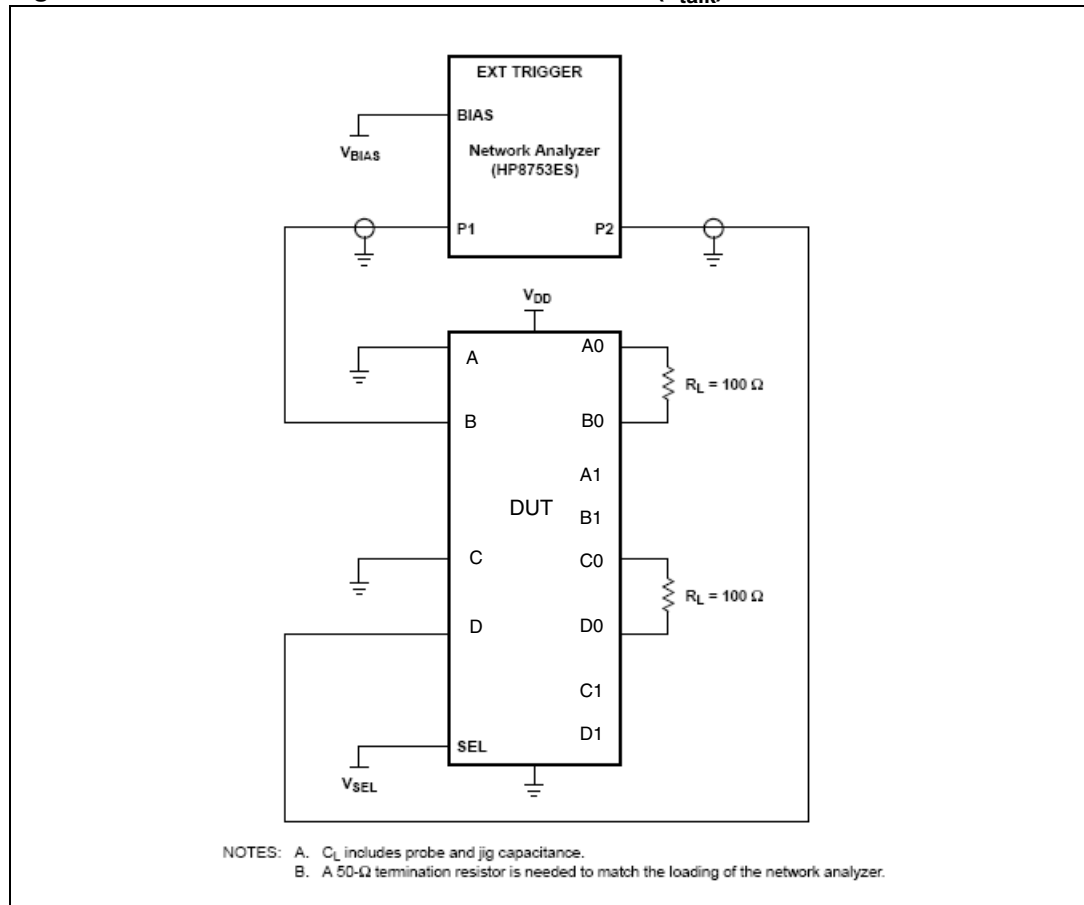 (Xtalk)
EXT TRIGGER
BIAS
VBIAS
Network Analyzer
(HP8753ES)
P1
P2
VDD
A
A0
RL = 100 Ω
B
B0
A1
DUT
B1
C
C0
RL = 100 Ω
D
D0
C1
D1
SEL
VSEL
NOTES: A. CL includes probe and jig capacitance.
B. A 50-Ω termination resistor is needed to match the loading of the network analyzer.